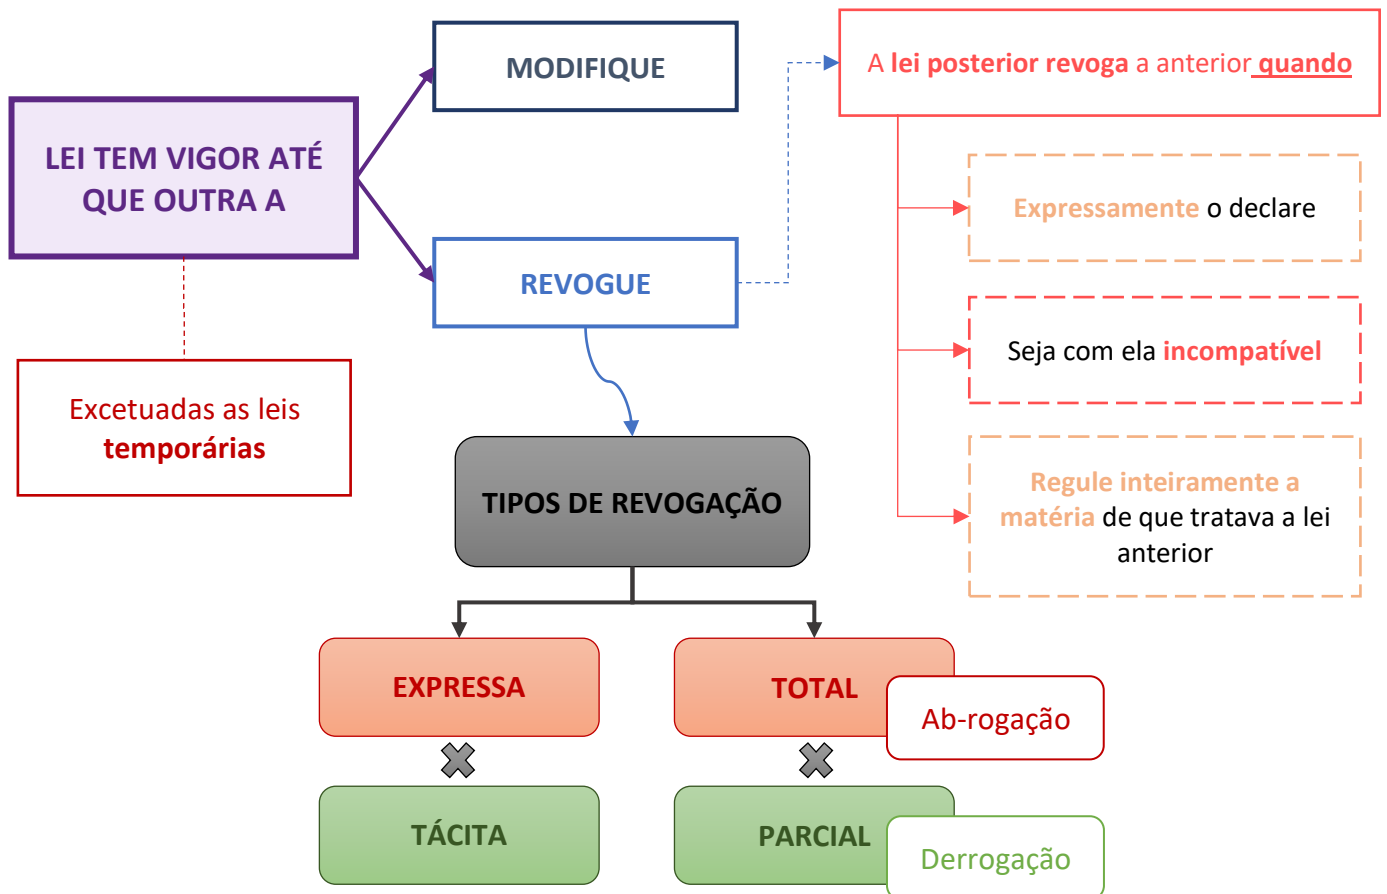 LEI TEM VIGOR ATÉ
QUE OUTRA A
MODIFIQUE
REVOGUE
Excetuadas as leis
temporárias
A lei posterior revoga a anterior quando
Expressamente o declare
Seja com ela incompatível
Regule inteiramente a
matéria de que tratava a lei
anterior
TIPOS DE REVOGAÇÃO
EXPRESSA
TÁCITA
TOTAL
Ab-rogação
PARCIAL
Derrogação